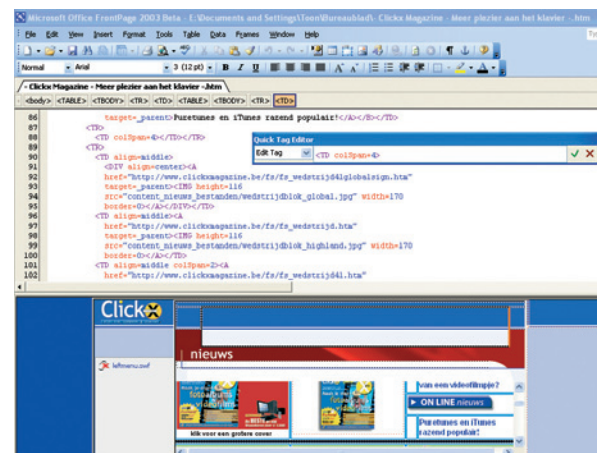 Microsoft Office FrontPage 2003 Beta - E:\Documents and Settings\Toon\Bureaublad\- Clickx Magazine - Meer plezier aan het klavier -.htm
File Edit View Insert Format Tools Table Data Frames Window Help
Normal Arial 3 (12 pt) B I U
- Clickx Magazine - Meer plezier aan het klavier -.htm
<body> <TABLE> <TBODY> <TR> <TD> <TABLE> <TBODY> <TR> <TD>
86 target=_parent>Puretunes en iTunes razend populair!</A></B></TD>
87 <TR>
88 <TD colSpan=4></TD></TR>
89 <TR>
Quick Tag Editor
90 <TD align=middle>
Edit Tag <TD colSpan=4>
91 <DIV align=center><A
92 href="http://www.clickxmagazine.be/fs/fs_wedstrijd41globalsign.htm"
93 target=_parent><IMG height=116
94 src="content_nieuws_bestanden/wedstrijdblok_global.jpg" width=170
95 border=0></A></DIV></TD>
96 <TD align=middle><A
97 href="http://www.clickxmagazine.be/fs/fs_wedstrijd.htm"
98 target=_parent><IMG height=116
99 src="content_nieuws_bestanden/wedstrijdblok_highland.jpg" width=170
100 border=0></A></TD>
101 <TD align=middle colSpan=2><A
102 href="http://www.clickxmagazine.be/fs/fs_wedstrijd41.htm"
Clickx
nieuws
leftmenu.swf
van een videofilmpje?
fotoalbums
videofilm
ON LINE nieuws
Puretunes en iTunes
razend populair!
klik voor een grotere cover